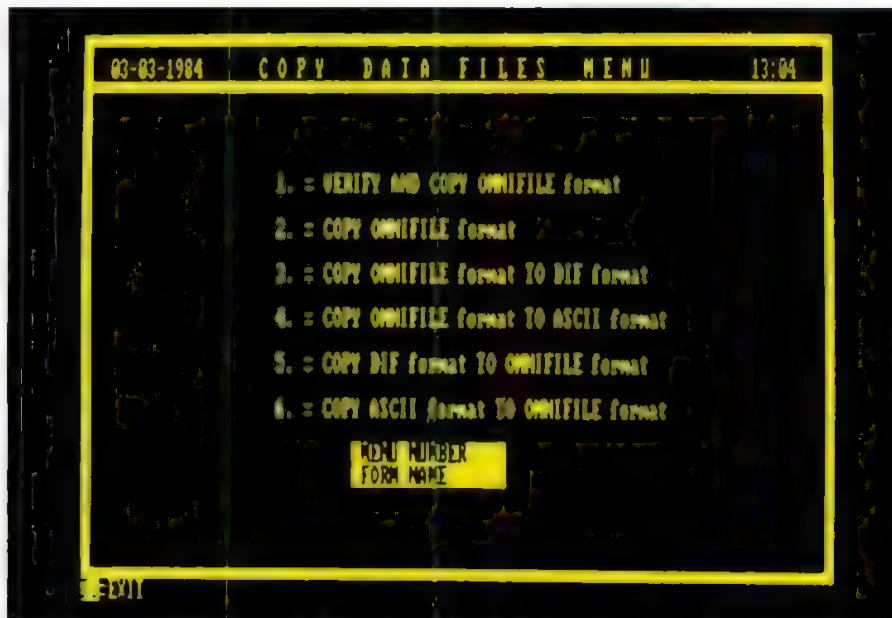 03-03-1984 COPY DATA FILES MENU 13:04
1. = VERIFY AND COPY OMNIFILE format
2. = COPY OMNIFILE format
3. = COPY OMNIFILE format TO DIF format
4. = COPY OMNIFILE format TO ASCII format
5. = COPY DIF format TO OMNIFILE format
6. = COPY ASCII format TO OMNIFILE format
MENU NUMBER
FORM NAME
=EXIT